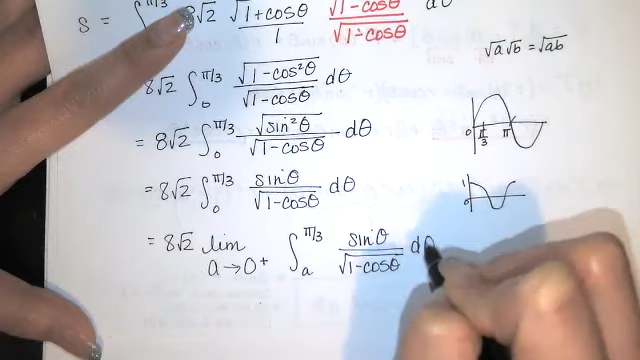 S = ∫ π/3 8√2 √1+cosθ/1 √1-cosθ/√1-cosθ dθ
√a √b = √ab
8√2 ∫₀^π/3 √1-cos²θ/√1-cosθ dθ
= 8√2 ∫₀^π/3 √sin²θ/√1-cosθ dθ
0 π/3 π
= 8√2 ∫₀^π/3 sinθ/√1-cosθ dθ
1
= 8√2 lim a→0⁺ ∫ₐ^π/3 sinθ/√1-cosθ dθ